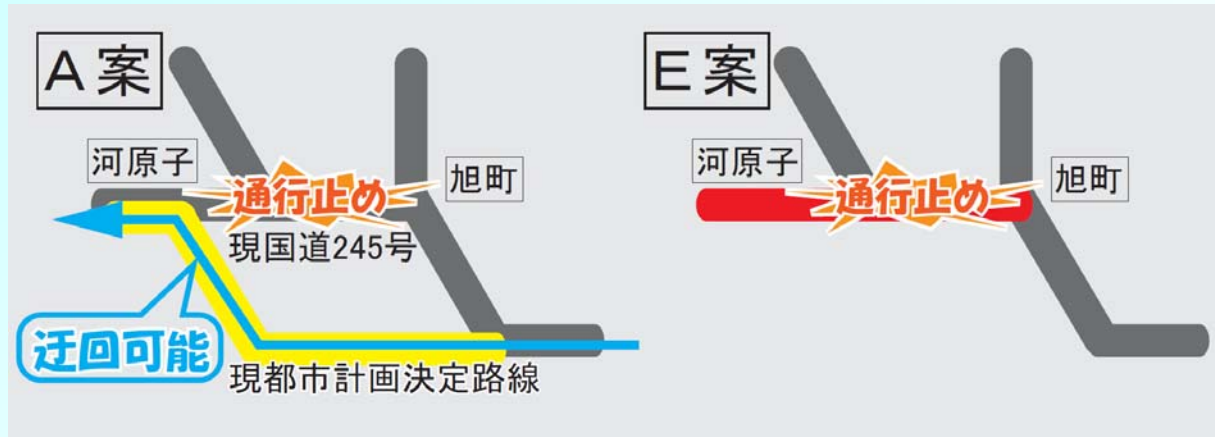 A案
河原子
通行止め
旭町
現国道245号
迂回可能
現都市計画決定路線
E案
河原子
通行止め
旭町